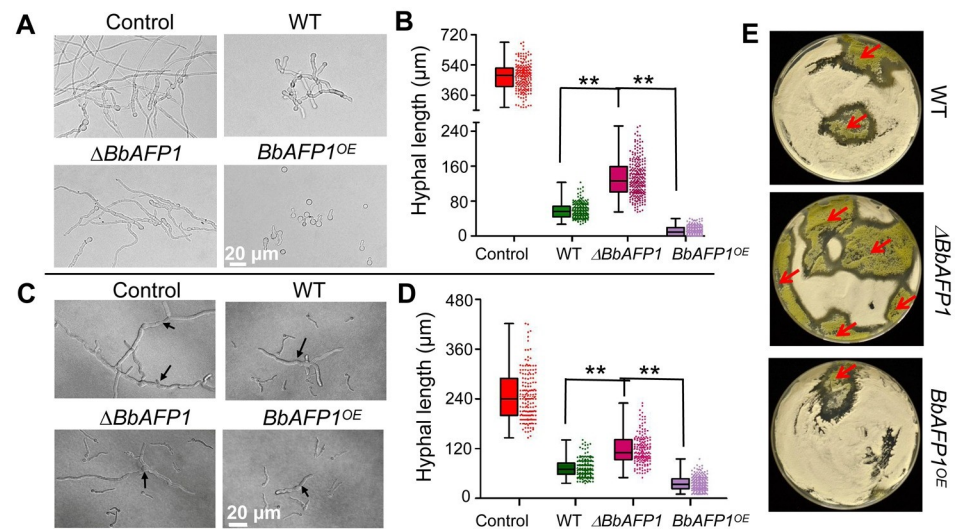 A
Control
WT
ΔBbAFP1
BbAFP1OE
20 μm
B
Hyphal length (μm)
720
540
360
240
160
80
0
**
**
Control
WT
ΔBbAFP1
BbAFP1OE
C
Control
WT
ΔBbAFP1
BbAFP1OE
20 μm
D
Hyphal length (μm)
480
360
240
120
0
**
**
Control
WT
ΔBbAFP1
BbAFP1OE
E
WT
ΔBbAFP1
BbAFP1OE